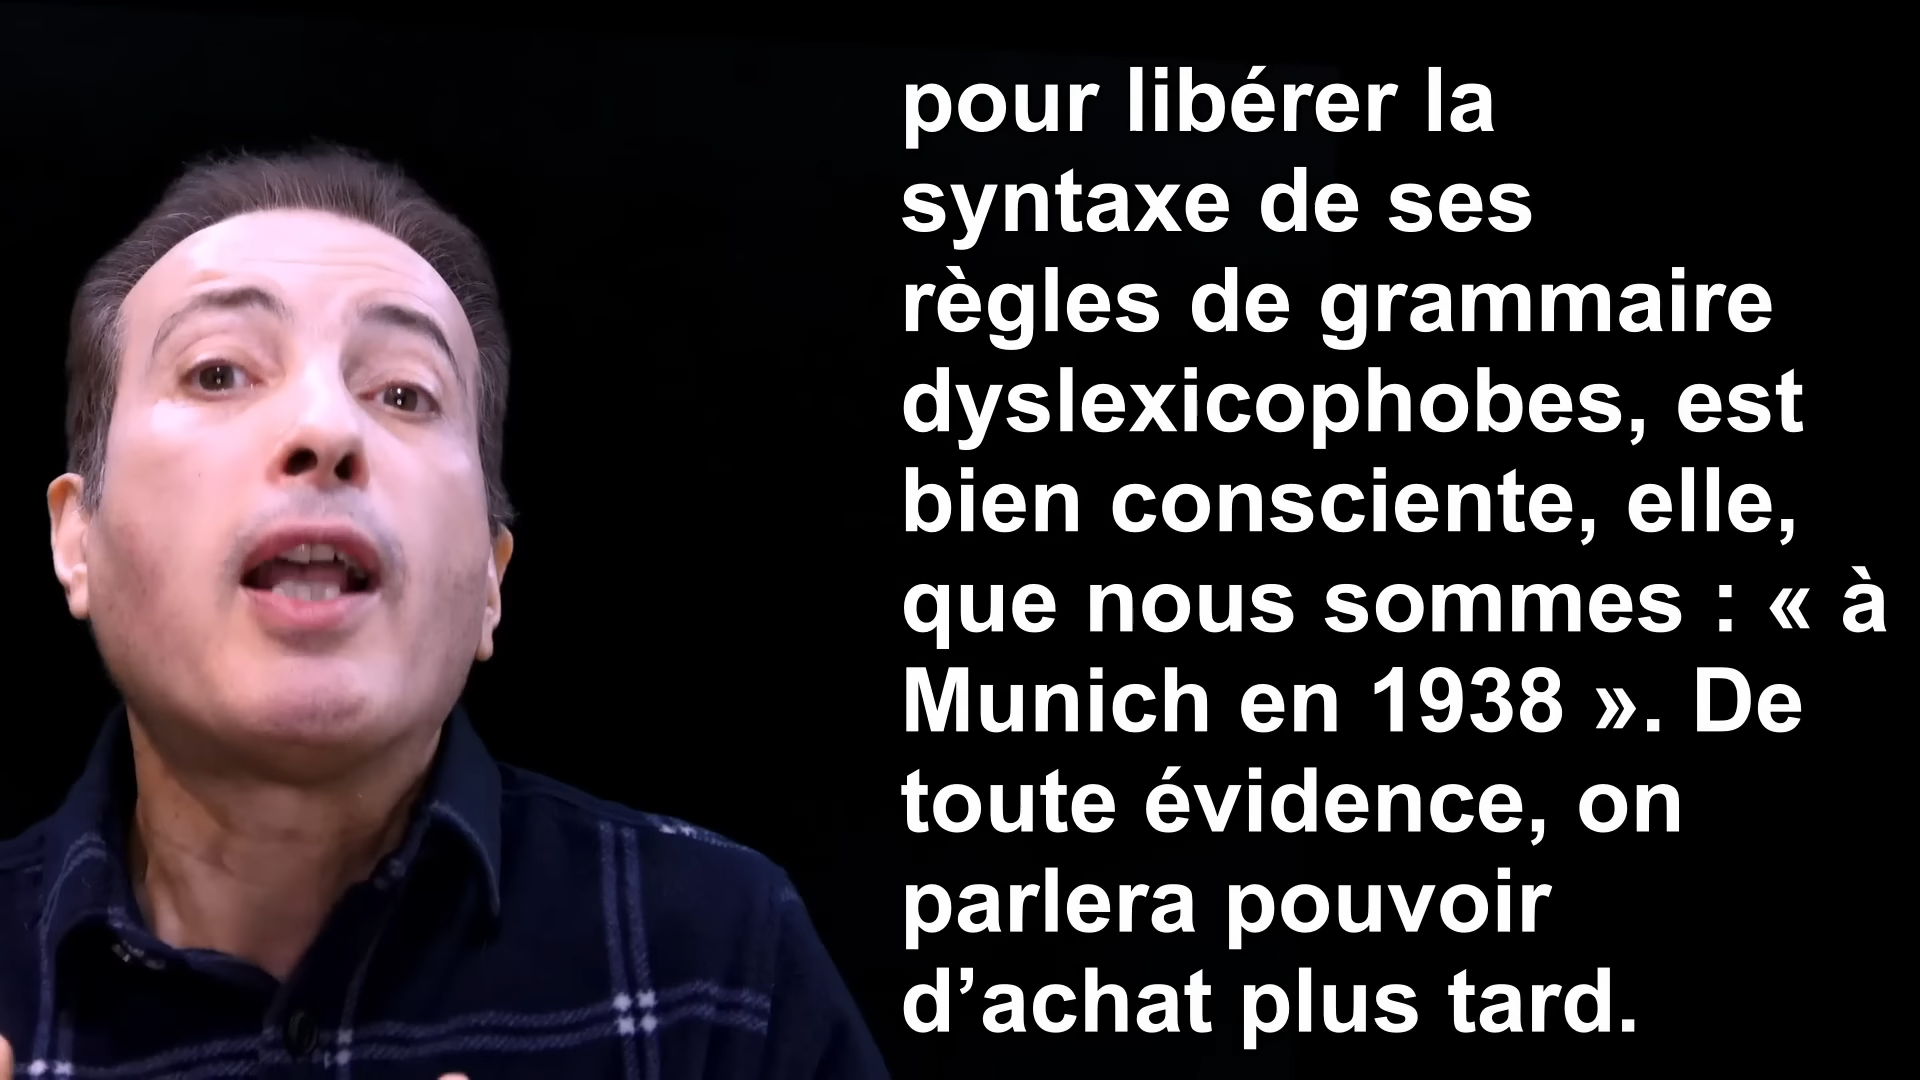 pour libérer la
syntaxe de ses
règles de grammaire
dyslexicophobes, est
bien consciente, elle,
que nous sommes : « à
Munich en 1938 ». De
toute évidence, on
parlera pouvoir
d’achat plus tard.